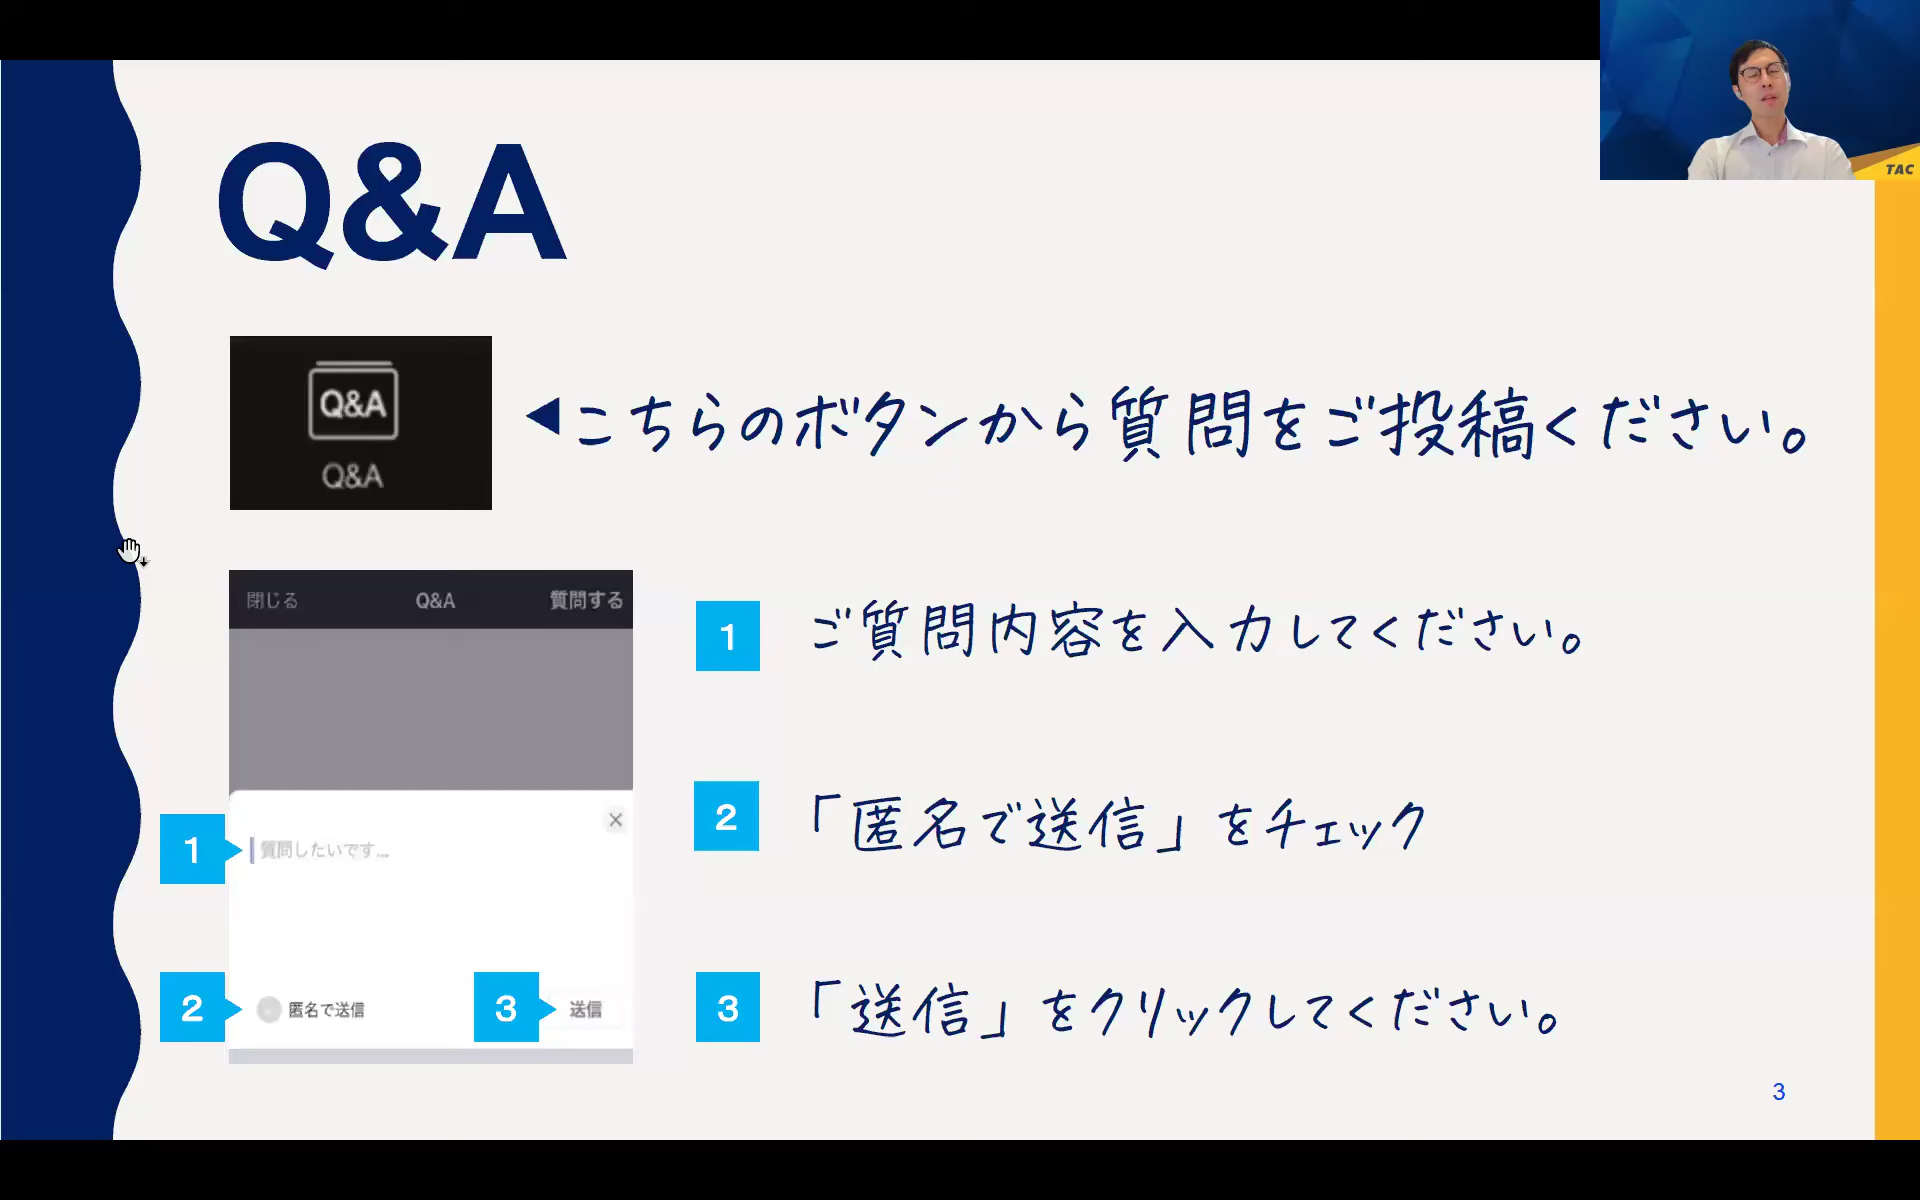 TAC
Q&A
Q&A
Q&A
こちらのボタンから質問をご投稿ください。
閉じる Q&A 質問する
1 質問したいです...
2 匿名で送信 3 送信
1 ご質問内容を入力してください。
2 「匿名で送信」をチェック
3 「送信」をクリックしてください。
3